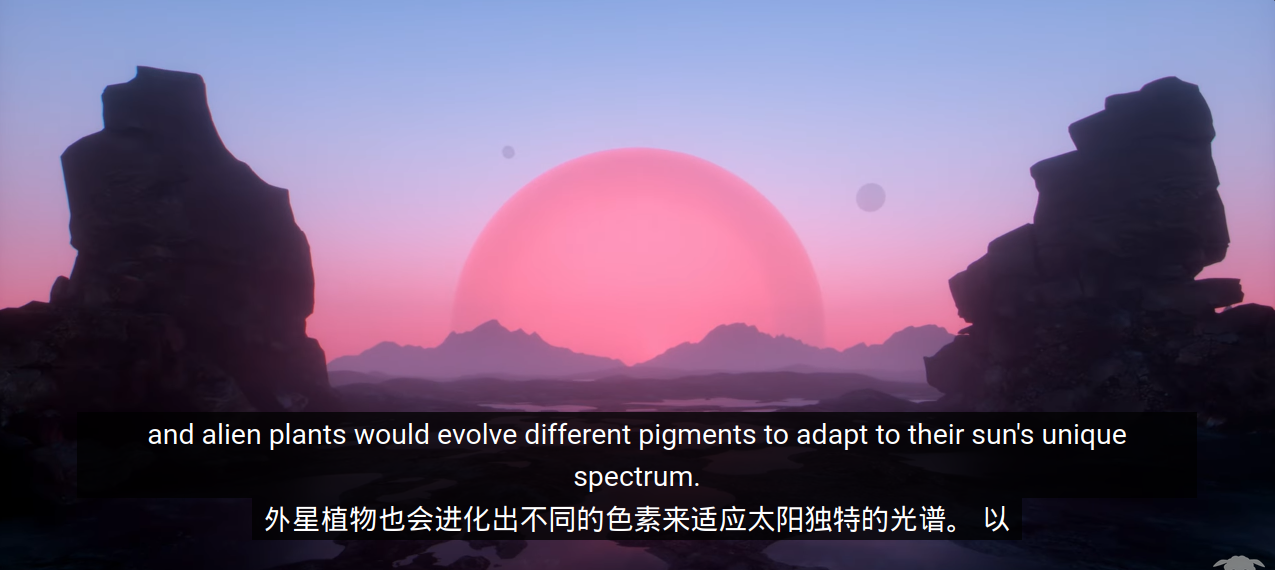 and alien plants would evolve different pigments to adapt to their sun's unique
spectrum.
外星植物也会进化出不同的色素来适应太阳独特的光谱。 以